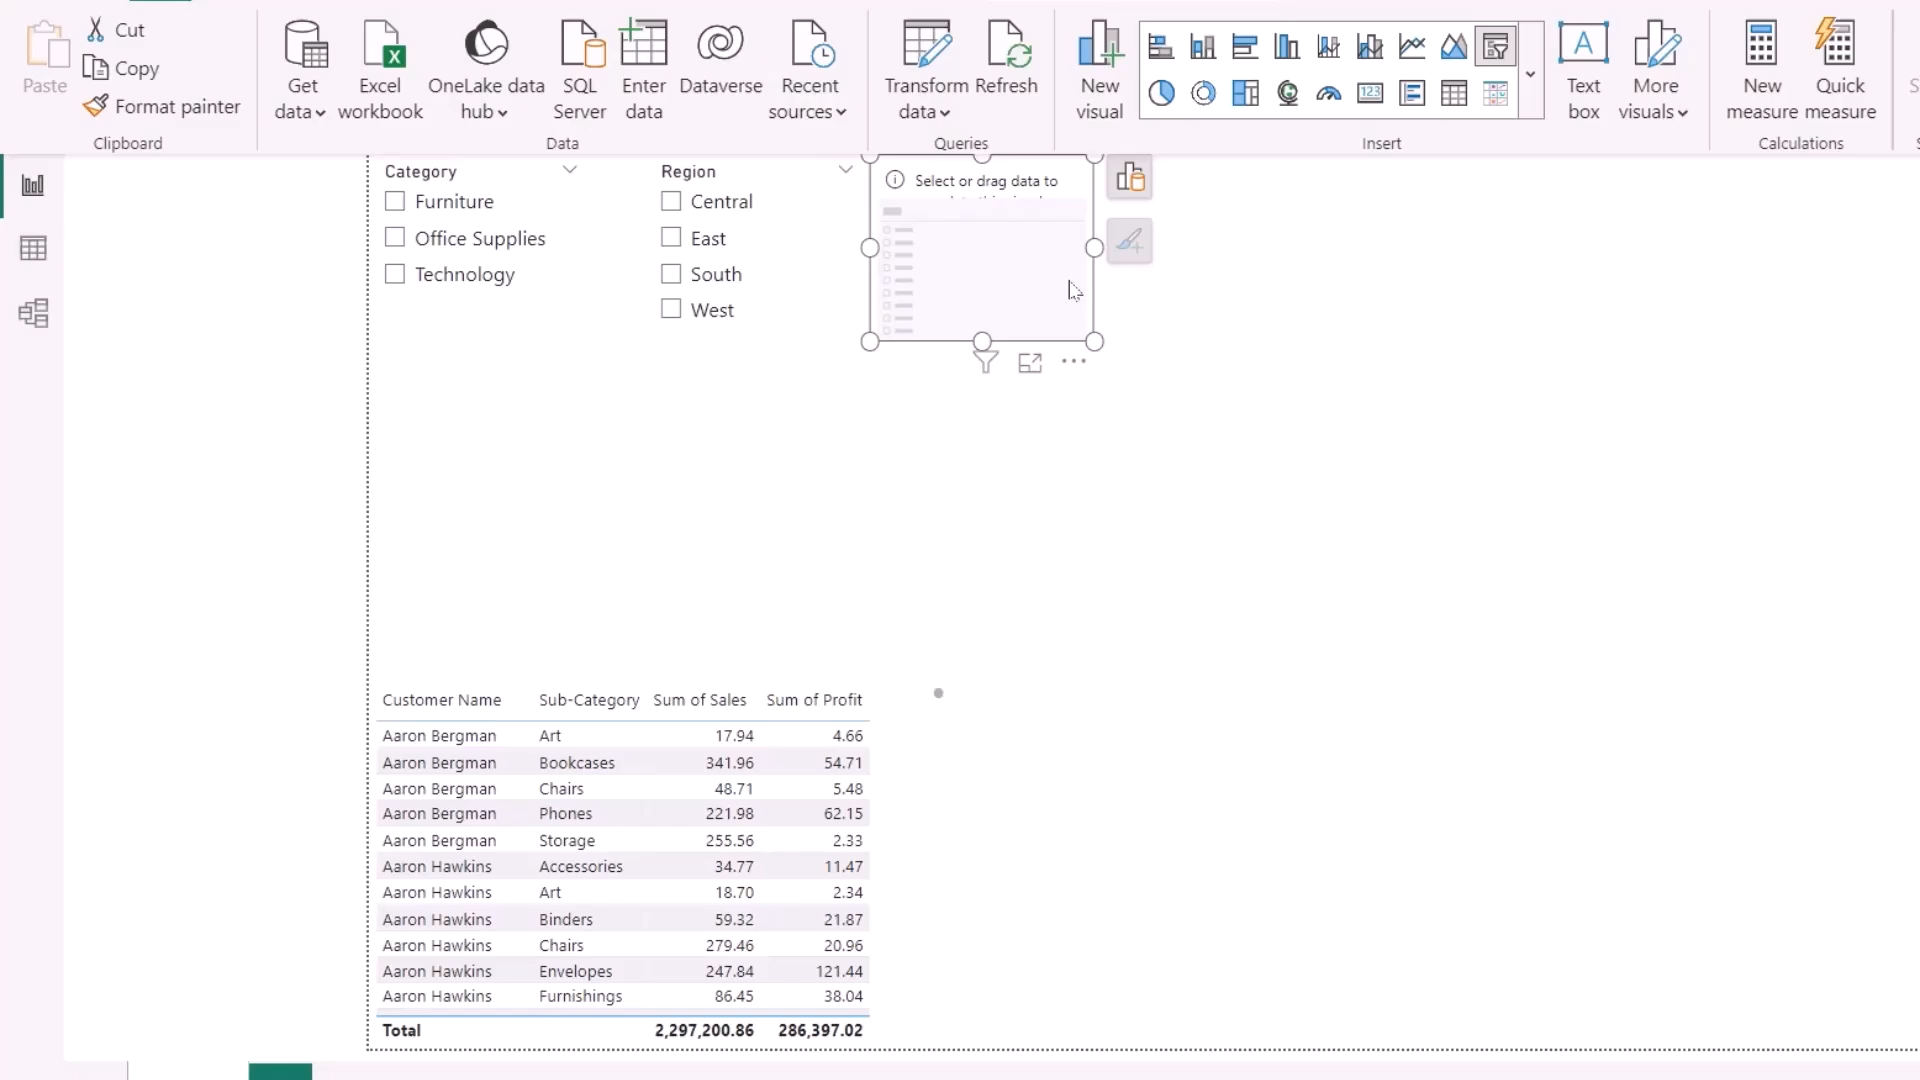 Paste
Cut
Copy
Format painter
Clipboard
Get data
Excel workbook
OneLake data hub
SQL Server
Enter data
Dataverse
Recent sources
Data
Transform data
Refresh
Queries
New visual
123
A
Text box
More visuals
Insert
New measure
Quick measure
Calculations
Category
Furniture
Office Supplies
Technology
Region
Central
East
South
West
Select or drag data to
Customer Name Sub-Category Sum of Sales Sum of Profit
Aaron Bergman Art 17.94 4.66
Aaron Bergman Bookcases 341.96 54.71
Aaron Bergman Chairs 48.71 5.48
Aaron Bergman Phones 221.98 62.15
Aaron Bergman Storage 255.56 2.33
Aaron Hawkins Accessories 34.77 11.47
Aaron Hawkins Art 18.70 2.34
Aaron Hawkins Binders 59.32 21.87
Aaron Hawkins Chairs 279.46 20.96
Aaron Hawkins Envelopes 247.84 121.44
Aaron Hawkins Furnishings 86.45 38.04
Total 2,297,200.86 286,397.02